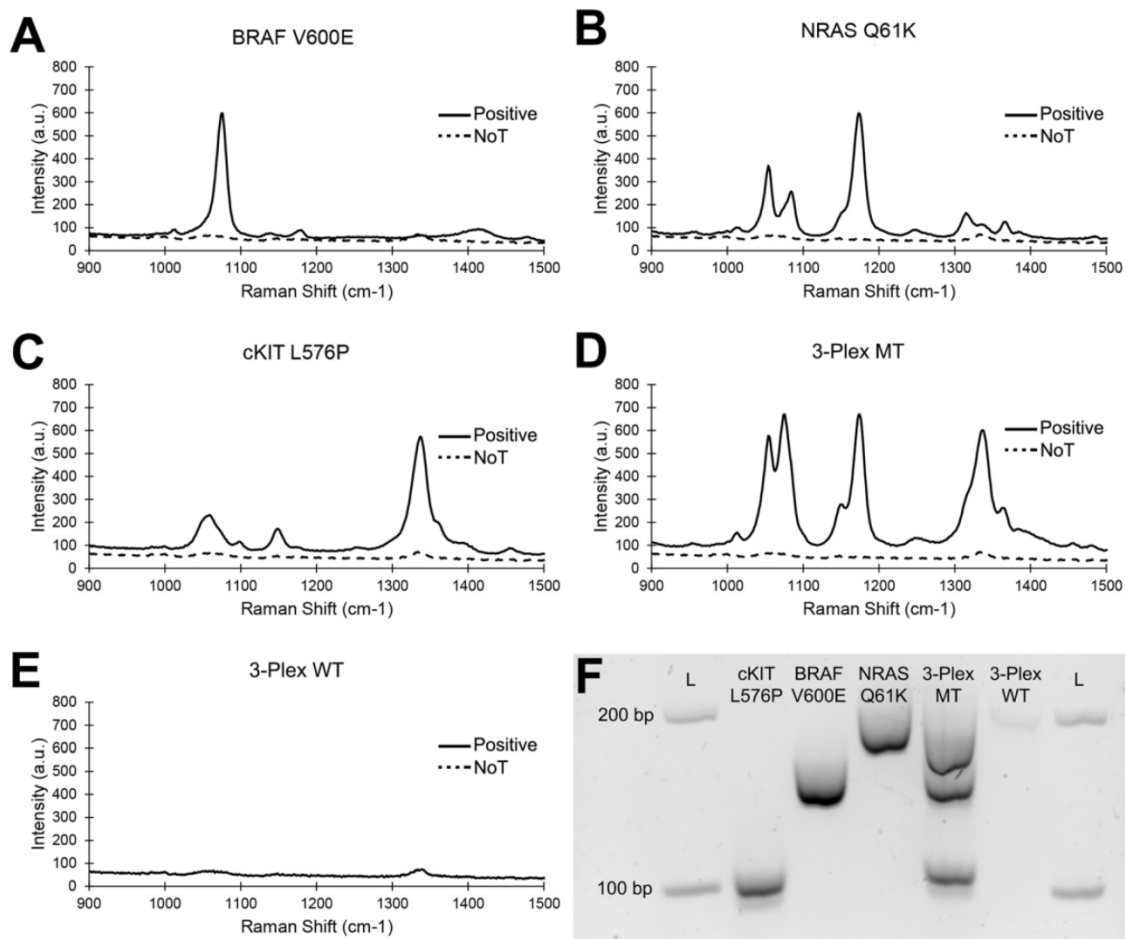 A
BRAF V600E
800
700
600
500
400
300
200
100
0
Intensity (a.u.)
Positive
NoT
900 1000 1100 1200 1300 1400 1500
Raman Shift (cm-1)
B
NRAS Q61K
800
700
600
500
400
300
200
100
0
Intensity (a.u.)
Positive
NoT
900 1000 1100 1200 1300 1400 1500
Raman Shift (cm-1)
C
cKIT L576P
800
700
600
500
400
300
200
100
0
Intensity (a.u.)
Positive
NoT
900 1000 1100 1200 1300 1400 1500
Raman Shift (cm-1)
D
3-Plex MT
800
700
600
500
400
300
200
100
0
Intensity (a.u.)
Positive
NoT
900 1000 1100 1200 1300 1400 1500
Raman Shift (cm-1)
E
3-Plex WT
800
700
600
500
400
300
200
100
0
Intensity (a.u.)
Positive
NoT
900 1000 1100 1200 1300 1400 1500
Raman Shift (cm-1)
F
L
cKIT
L576P
BRAF
V600E
NRAS
Q61K
3-Plex
MT
3-Plex
WT
L
200 bp
100 bp